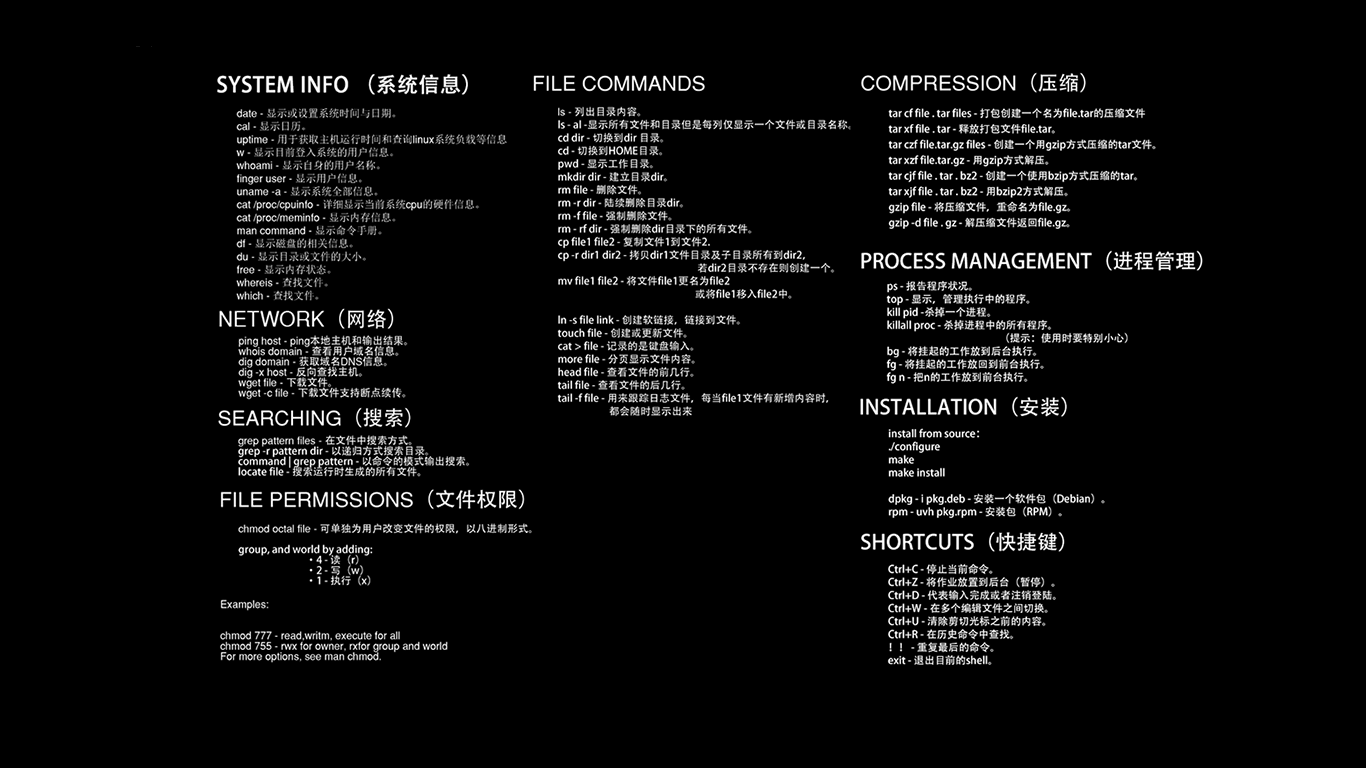 SYSTEM INFO （系统信息）
date - 显示或设置系统时间与日期。
cal - 显示日历。
uptime - 用于获取主机运行时间和查询linux系统负载等信息
w - 显示目前登入系统的用户信息。
whoami - 显示自身的用户名称。
finger user - 显示用户信息。
uname -a - 显示系统全部信息。
cat /proc/cpuinfo - 详细显示当前系统cpu的硬件信息。
cat /proc/meminfo - 显示内存信息。
man command - 显示命令手册。
df - 显示磁盘的相关信息。
du - 显示目录或文件的大小。
free - 显示内存状态。
whereis - 查找文件。
which - 查找文件。
NETWORK（网络）
ping host - ping本地主机和输出结果。
whois domain - 查看用户域名信息。
dig domain - 获取域名DNS信息。
dig -x host - 反向查找主机。
wget file - 下载文件。
wget -c file - 下载文件支持断点续传。
SEARCHING（搜索）
grep pattern files - 在文件中搜索方式。
grep -r pattern dir - 以递归方式搜索目录。
command | grep pattern - 以命令的模式输出搜索。
locate file - 搜索运行时生成的所有文件。
FILE PERMISSIONS（文件权限）
chmod octal file - 可单独为用户改变文件的权限，以八进制形式。
group, and world by adding:
· 4 - 读（r）
· 2 - 写（w）
· 1 - 执行（x）
Examples:
chmod 777 - read,writm, execute for all
chmod 755 - rwx for owner, rxfor group and world
For more options, see man chmod.
FILE COMMANDS
ls - 列出目录内容。
ls - al -显示所有文件和目录但是每列仅显示一个文件或目录名称。
cd dir - 切换到dir 目录。
cd - 切换到HOME目录。
pwd - 显示工作目录。
mkdir dir - 建立目录dir。
rm file - 删除文件。
rm -r dir - 陆续删除目录dir。
rm -f file - 强制删除文件。
rm - rf dir - 强制删除dir目录下的所有文件。
cp file1 file2 - 复制文件1到文件2.
cp -r dir1 dir2 - 拷贝dir1文件目录及子目录所有到dir2,
若dir2目录不存在则创建一个。
mv file1 file2 - 将文件file1更名为file2
或将file1移入file2中。
ln -s file link - 创建软链接，链接到文件。
touch file - 创建或更新文件。
cat > file - 记录的是键盘输入。
more file - 分页显示文件内容。
head file - 查看文件的前几行。
tail file - 查看文件的后几行。
tail -f file - 用来跟踪日志文件，每当file1文件有新增内容时,
都会随时显示出来
COMPRESSION（压缩）
tar cf file . tar files - 打包创建一个名为file.tar的压缩文件
tar xf file . tar - 释放打包文件file.tar。
tar czf file.tar.gz files - 创建一个用gzip方式压缩的tar文件。
tar xzf file.tar.gz - 用gzip方式解压。
tar cjf file . tar . bz2 - 创建一个使用bzip方式压缩的tar。
tar xjf file . tar . bz2 - 用bzip2方式解压。
gzip file - 将压缩文件，重命名为file.gz。
gzip -d file . gz - 解压缩文件返回file.gz。
PROCESS MANAGEMENT（进程管理）
ps - 报告程序状况。
top - 显示，管理执行中的程序。
kill pid -杀掉一个进程。
killall proc - 杀掉进程中的所有程序。
（提示：使用时要特别小心）
bg - 将挂起的工作放到后台执行。
fg - 将挂起的工作放回到前台执行。
fg n - 把n的工作放到前台执行。
INSTALLATION（安装）
install from source：
./configure
make
make install
dpkg - i pkg.deb - 安装一个软件包（Debian）。
rpm - uvh pkg.rpm - 安装包（RPM）。
SHORTCUTS（快捷键）
Ctrl+C - 停止当前命令。
Ctrl+Z - 将作业放置到后台（暂停）。
Ctrl+D - 代表输入完成或者注销登陆。
Ctrl+W - 在多个编辑文件之间切换。
Ctrl+U - 清除剪切光标之前的内容。
Ctrl+R - 在历史命令中查找。
！！ - 重复最后的命令。
exit - 退出目前的shell。